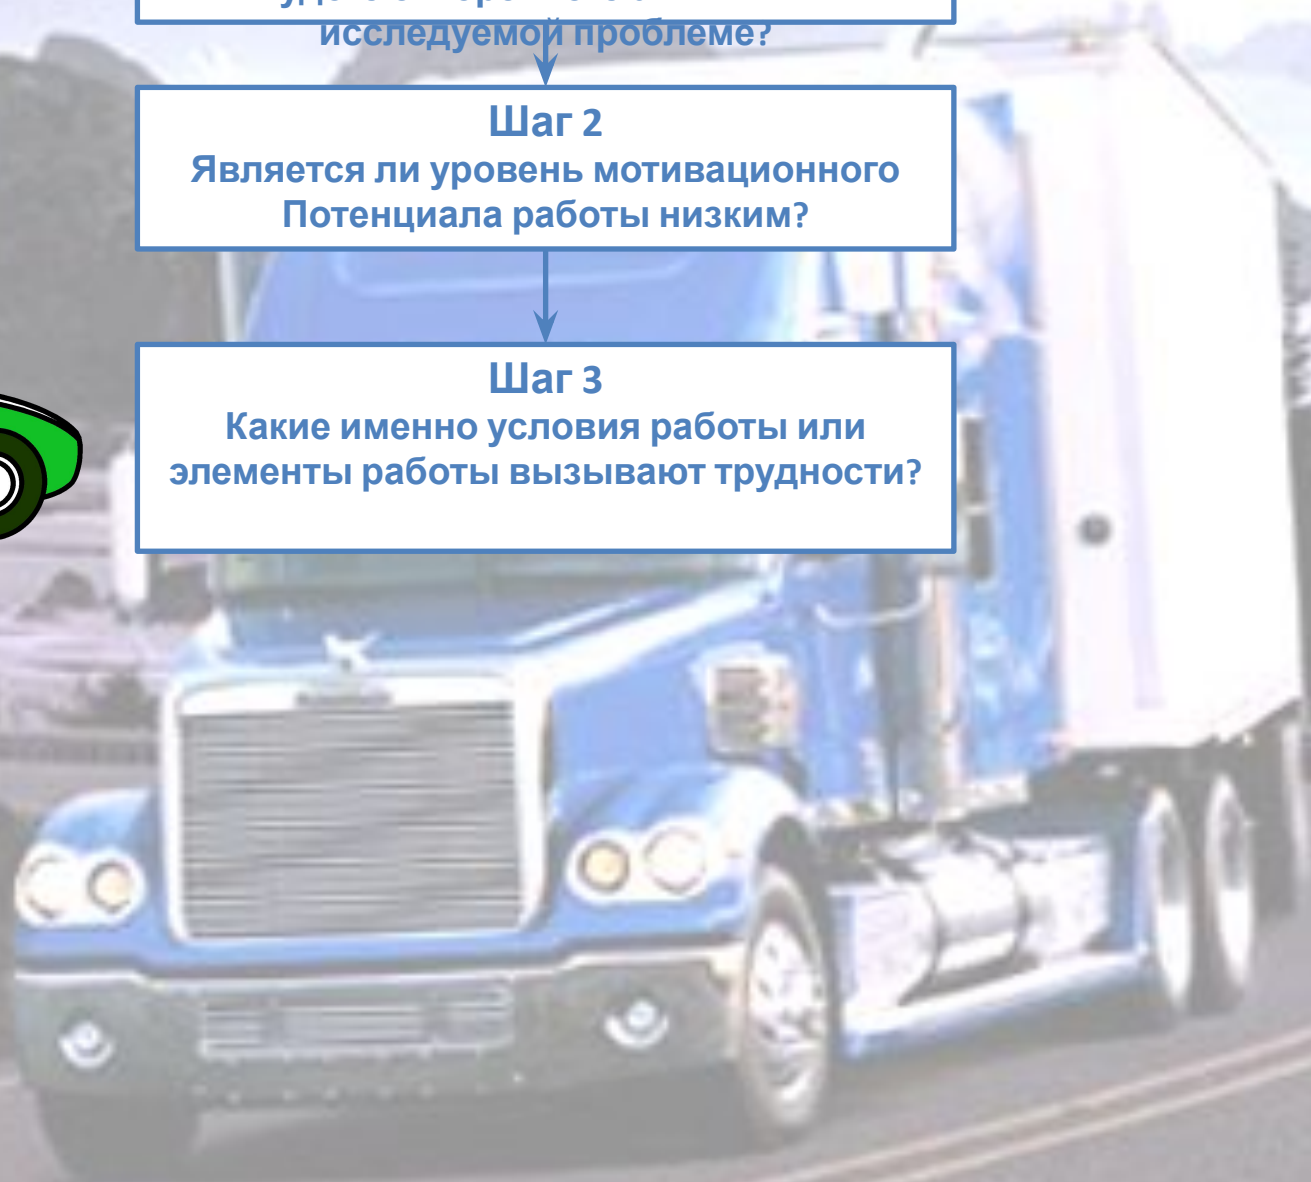 исследуемой проблеме?
Шаг 2
Является ли уровень мотивационного
Потенциала работы низким?
Шаг 3
Какие именно условия работы или
элементы работы вызывают трудности?